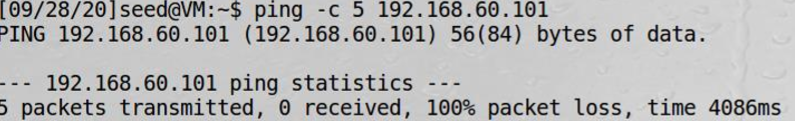 [09/28/20]seed@VM:~$ ping -c 5 192.168.60.101
PING 192.168.60.101 (192.168.60.101) 56(84) bytes of data.
--- 192.168.60.101 ping statistics ---
5 packets transmitted, 0 received, 100% packet loss, time 4086ms